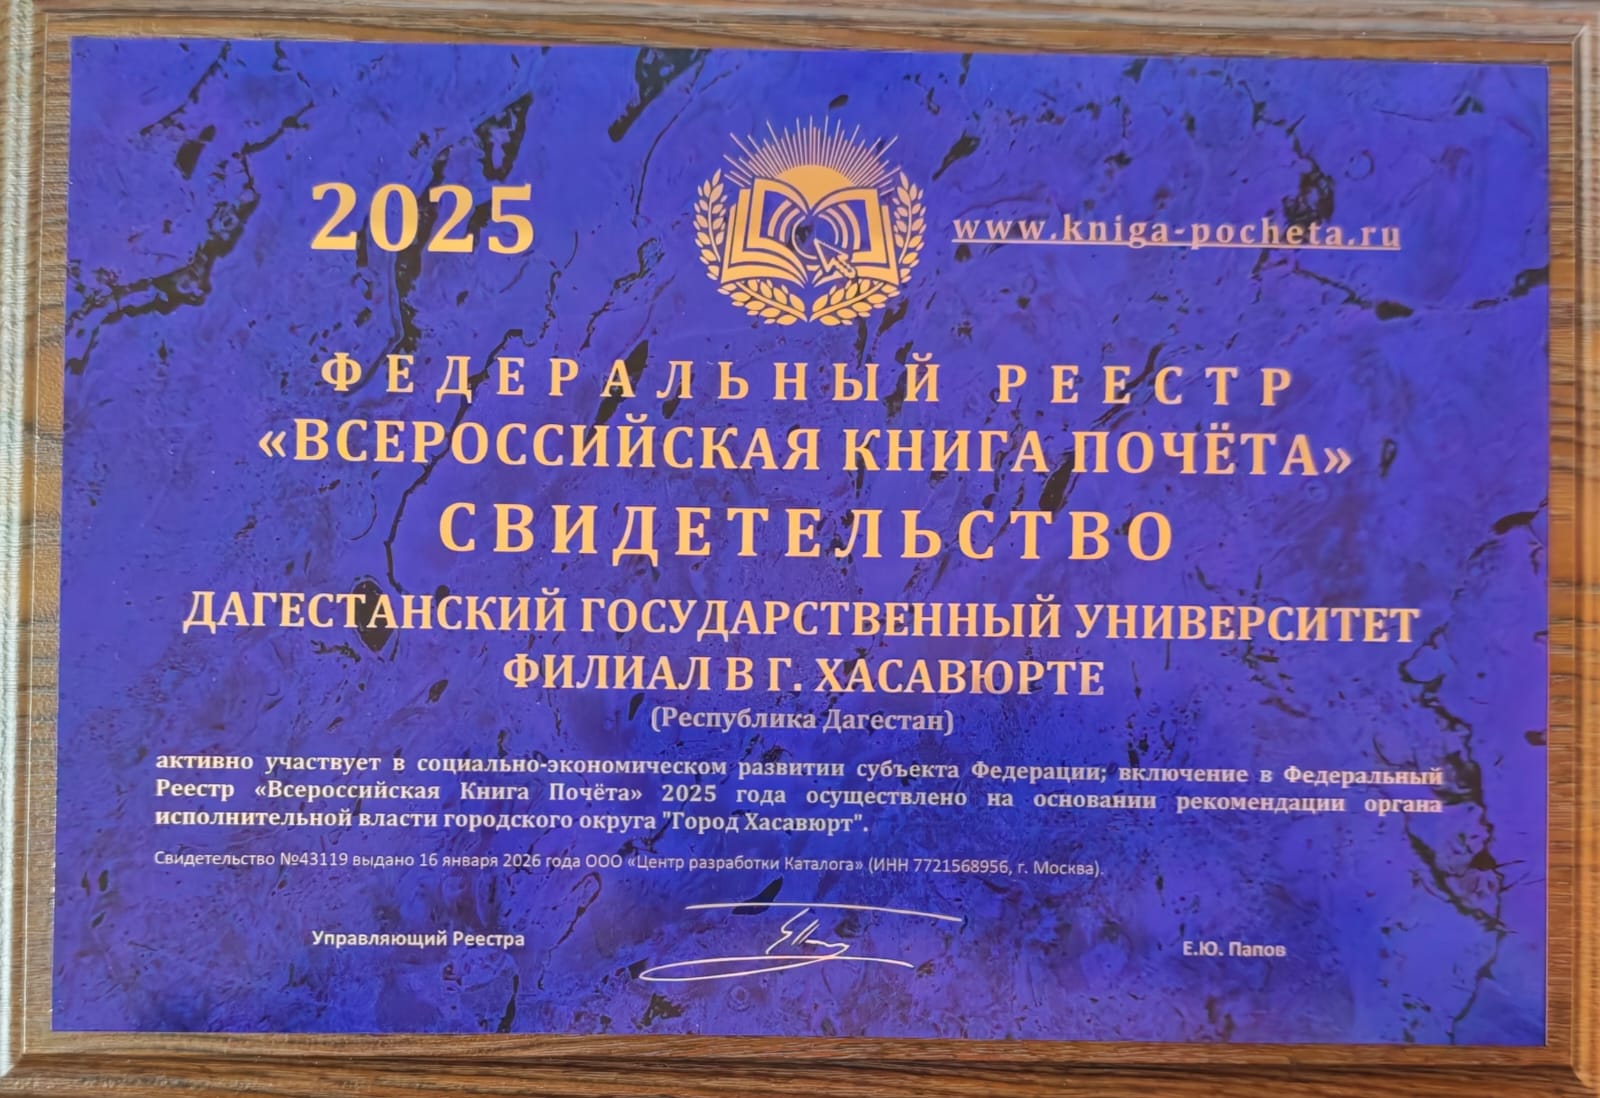 2025
www.kniga-pocheta.ru
ФЕДЕРАЛЬНЫЙ РЕЕСТР
«ВСЕРОССИЙСКАЯ КНИГА ПОЧЁТА»
СВИДЕТЕЛЬСТВО
ДАГЕСТАНСКИЙ ГОСУДАРСТВЕННЫЙ УНИВЕРСИТЕТ
ФИЛИАЛ В Г. ХАСАВЮРТЕ
(Республика Дагестан)
активно участвует в социально-экономическом развитии субъекта Федерации; включение в Федеральный
Реестр «Всероссийская Книга Почёта» 2025 года осуществлено на основании рекомендации органа
исполнительной власти городского округа "Город Хасавюрт".
Свидетельство №43119 выдано 16 января 2026 года ООО «Центр разработки Каталога» (ИНН 7721568956, г. Москва).
Управляющий Реестра
Е.Ю. Папов